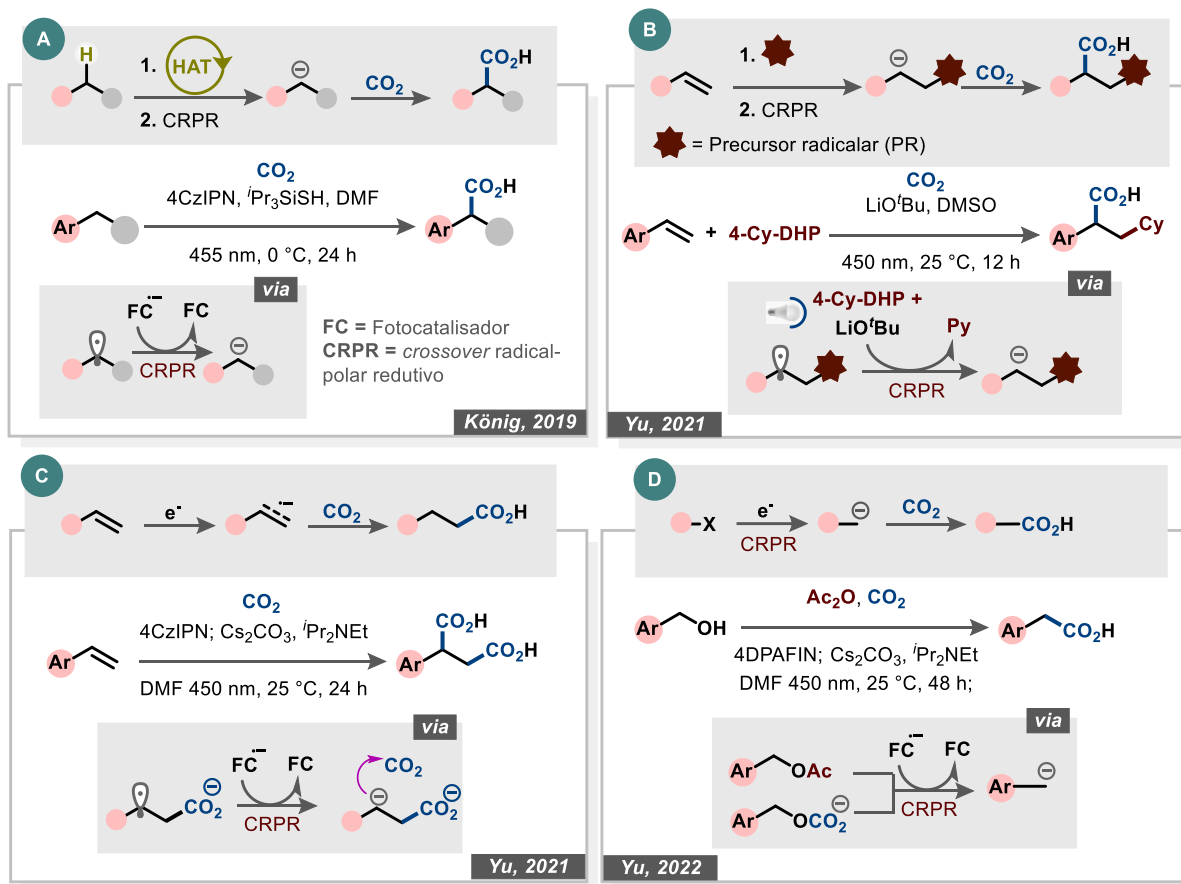 A
H
1. HAT
2. CRPR
CO2
CO2H
CO2
4CzIPN, iPr3SiSH, DMF
455 nm, 0 °C, 24 h
Ar
CO2H
Ar
via
FC•− FC
CRPR
FC = Fotocatalisador
CRPR = crossover radical-
polar redutivo
König, 2019
B
1.
2. CRPR
CO2
CO2H
= Precursor radicalar (PR)
CO2
LiOtBu, DMSO
Ar + 4-Cy-DHP
450 nm, 25 °C, 12 h
CO2H
Ar Cy
via
4-Cy-DHP +
LiOtBu Py
CRPR
Yu, 2021
C
e-
•−
CO2
CO2H
CO2
4CzIPN; Cs2CO3, iPr2NEt
DMF 450 nm, 25 °C, 24 h
Ar
CO2H
CO2H
Ar
via
FC•− FC
CO2
CO2
CRPR
CO2
Yu, 2021
D
X
e-
CRPR
CO2
CO2H
Ac2O, CO2
Ar OH
4DPAFIN; Cs2CO3, iPr2NEt
DMF 450 nm, 25 °C, 48 h;
Ar CO2H
via
Ar OAc
Ar OCO2
FC•− FC
CRPR
Ar
Yu, 2022